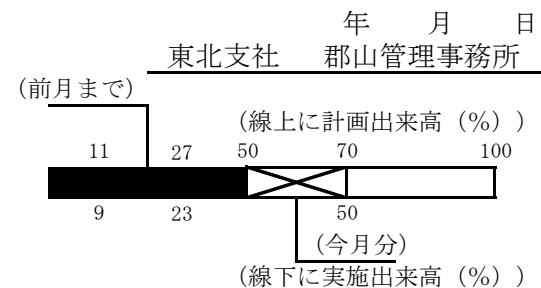 年 月 日
東北支社 郡山管理事務所
(前月まで)
(線上に計画出来高(%))
11 27 50 70 100
9 23 50
(今月分)
(線下に実施出来高(%))